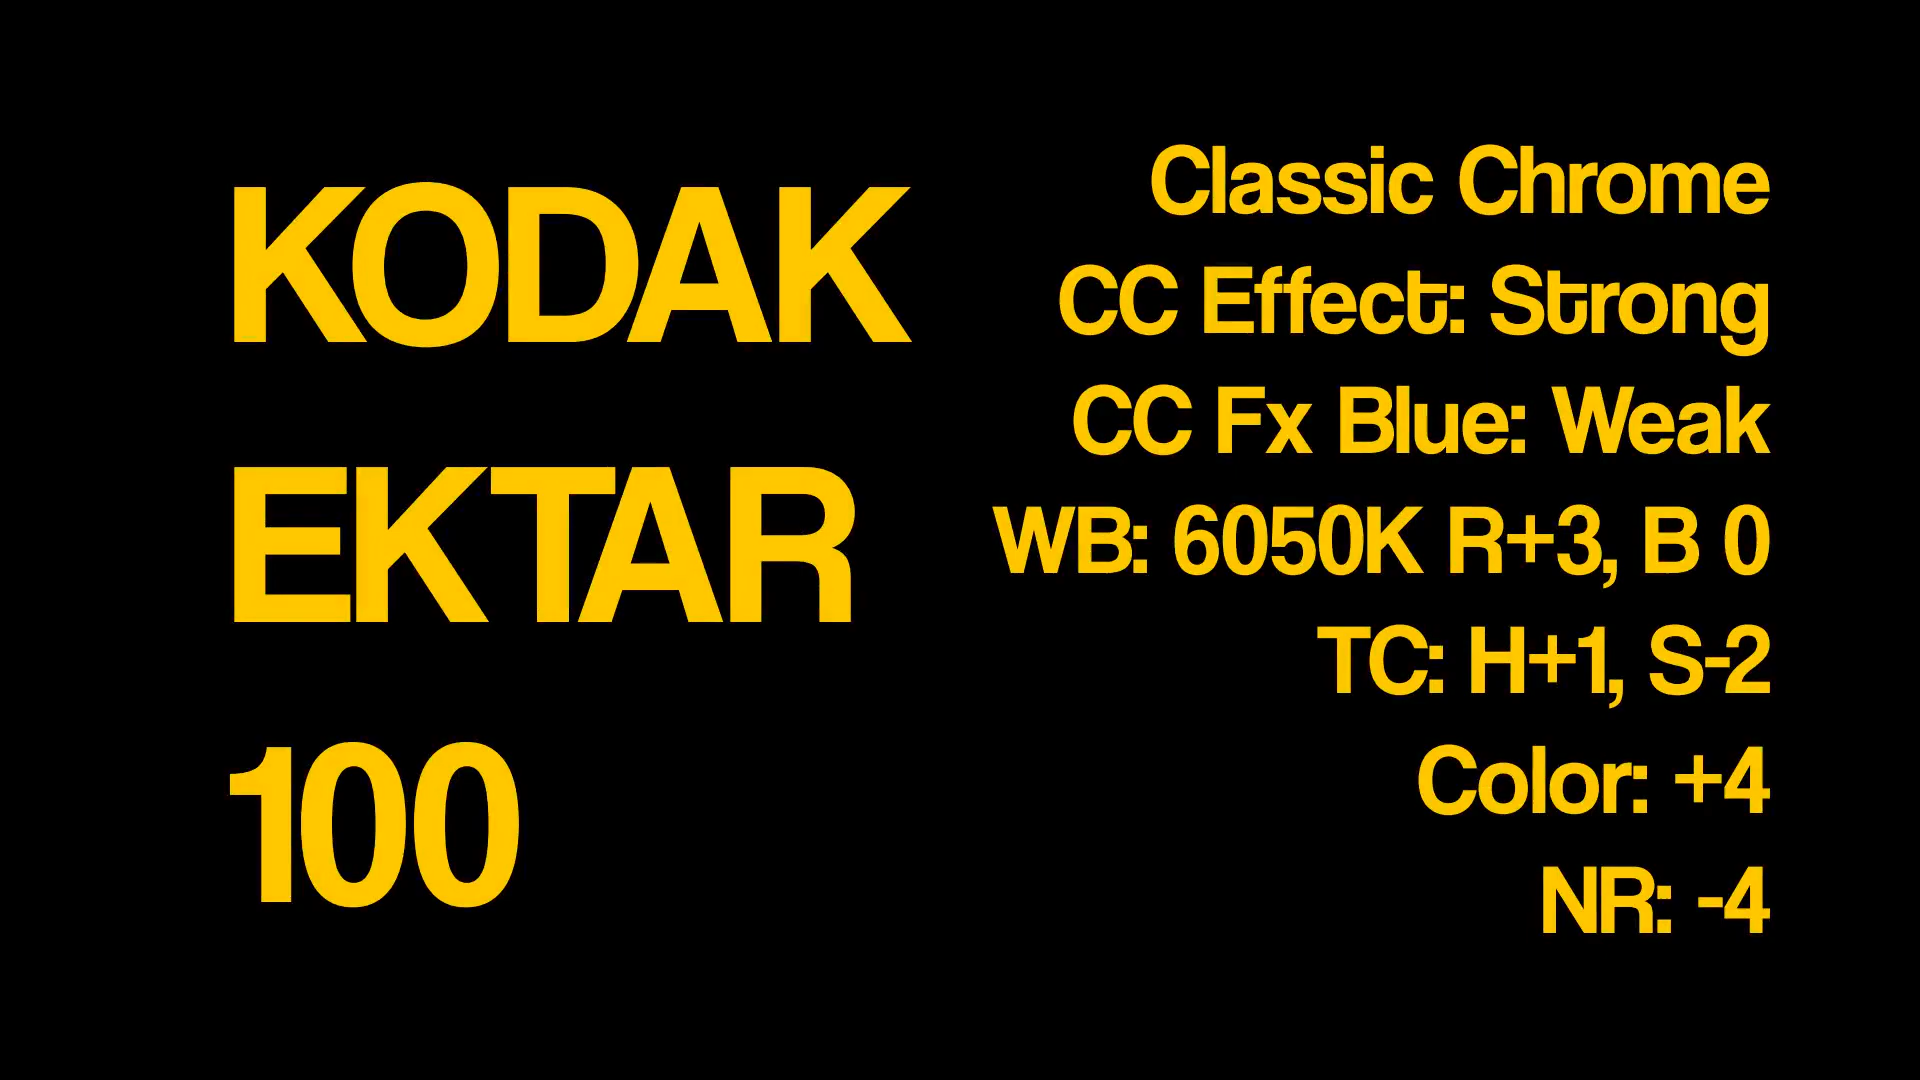 KODAK
EKTAR
100
Classic Chrome
CC Effect: Strong
CC Fx Blue: Weak
WB: 6050K R+3, B 0
TC: H+1, S-2
Color: +4
NR: -4